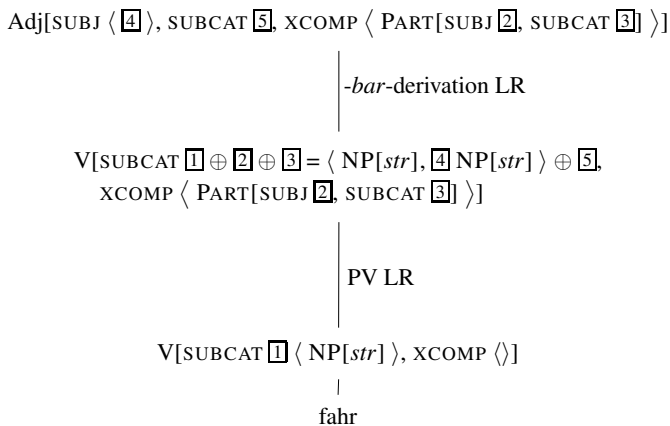 Adj[SUBJ ⟨ 4 ⟩, SUBCAT 5, XCOMP ⟨ PART[SUBJ 2, SUBCAT 3] ⟩]
-bar-derivation LR
V[SUBCAT 1 ⊕ 2 ⊕ 3 = ⟨ NP[str], 4 NP[str] ⟩ ⊕ 5,
XCOMP ⟨ PART[SUBJ 2, SUBCAT 3] ⟩]
PV LR
V[SUBCAT 1 ⟨ NP[str] ⟩, XCOMP ⟨⟩]
fahr